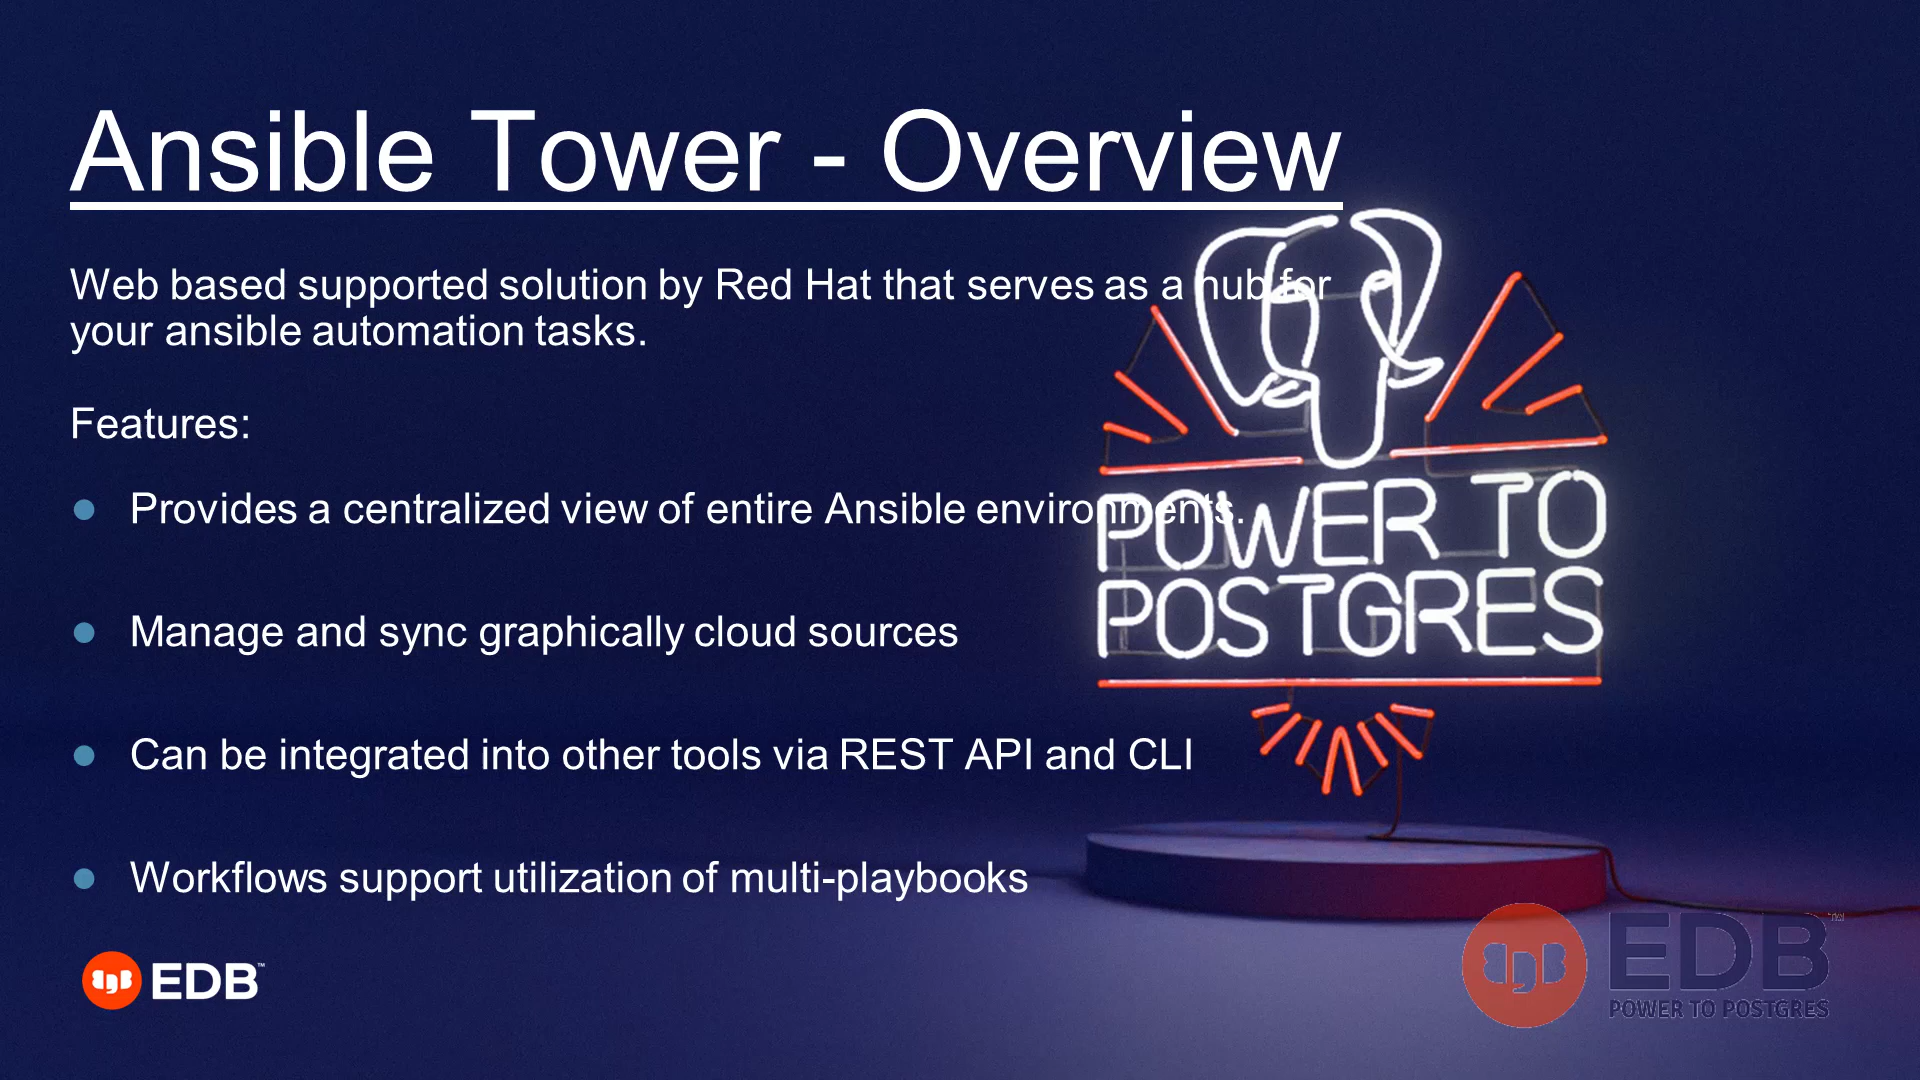 Ansible Tower - Overview
Web based supported solution by Red Hat that serves as a hub for
your ansible automation tasks.
Features:
Provides a centralized view of entire Ansible environments.
Manage and sync graphically cloud sources
Can be integrated into other tools via REST API and CLI
Workflows support utilization of multi-playbooks
POWER TO
POSTGRES
EDB™
EDB™
POWER TO POSTGRES